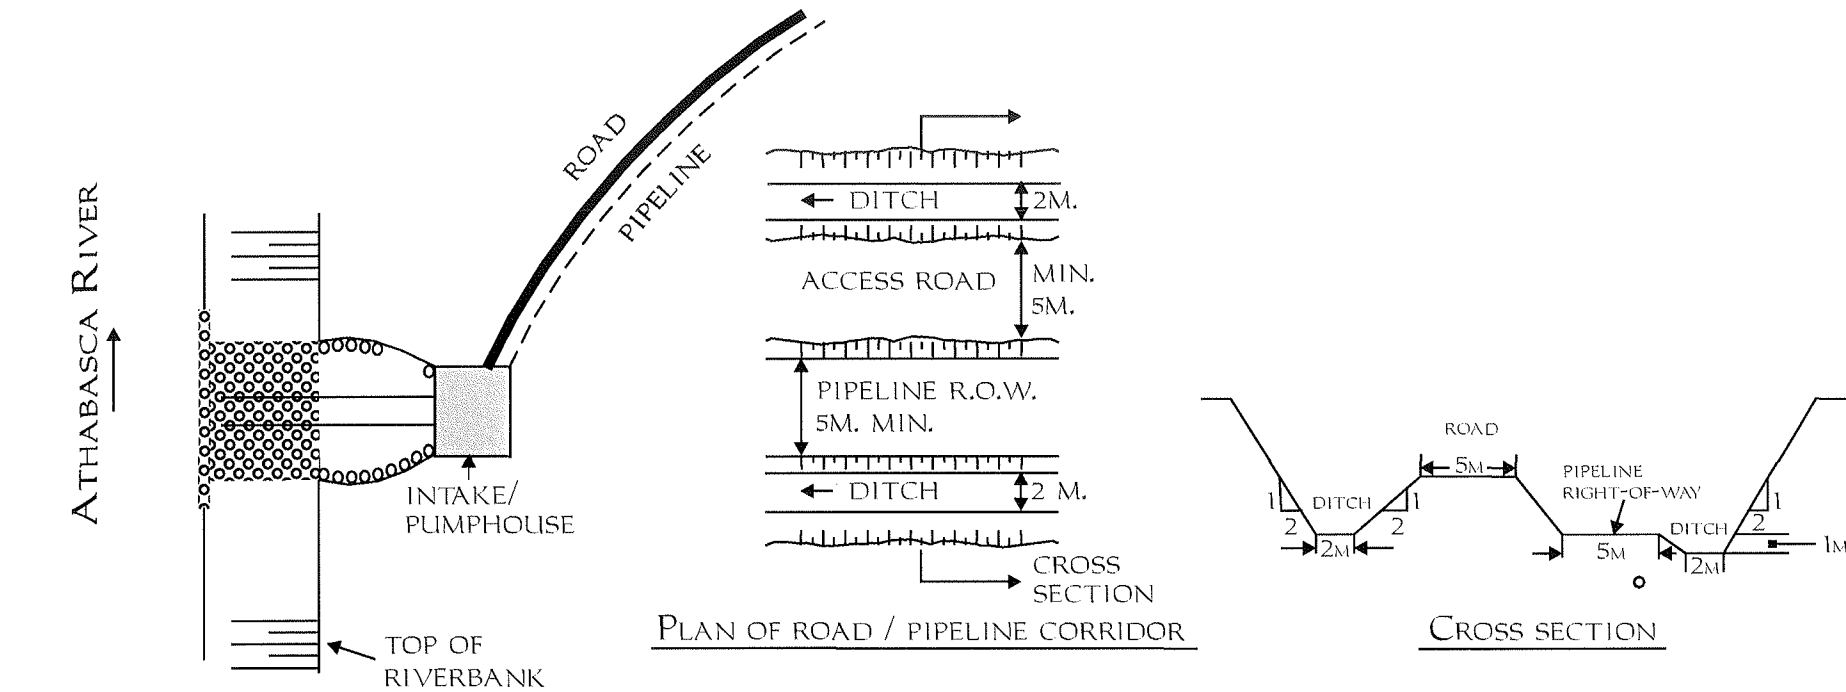 ATHABASCA RIVER
ROAD
PIPELINE
INTAKE/
PUMPHOUSE
TOP OF
RIVERBANK
DITCH
2M.
ACCESS ROAD
MIN.
5M.
PIPELINE R.O.W.
5M. MIN.
DITCH
2 M.
CROSS
SECTION
PLAN OF ROAD / PIPELINE CORRIDOR
ROAD
5M
PIPELINE
RIGHT-OF-WAY
1
2
DITCH
1
2
2M
5M
DITCH
2M
1
2
1M
CROSS SECTION